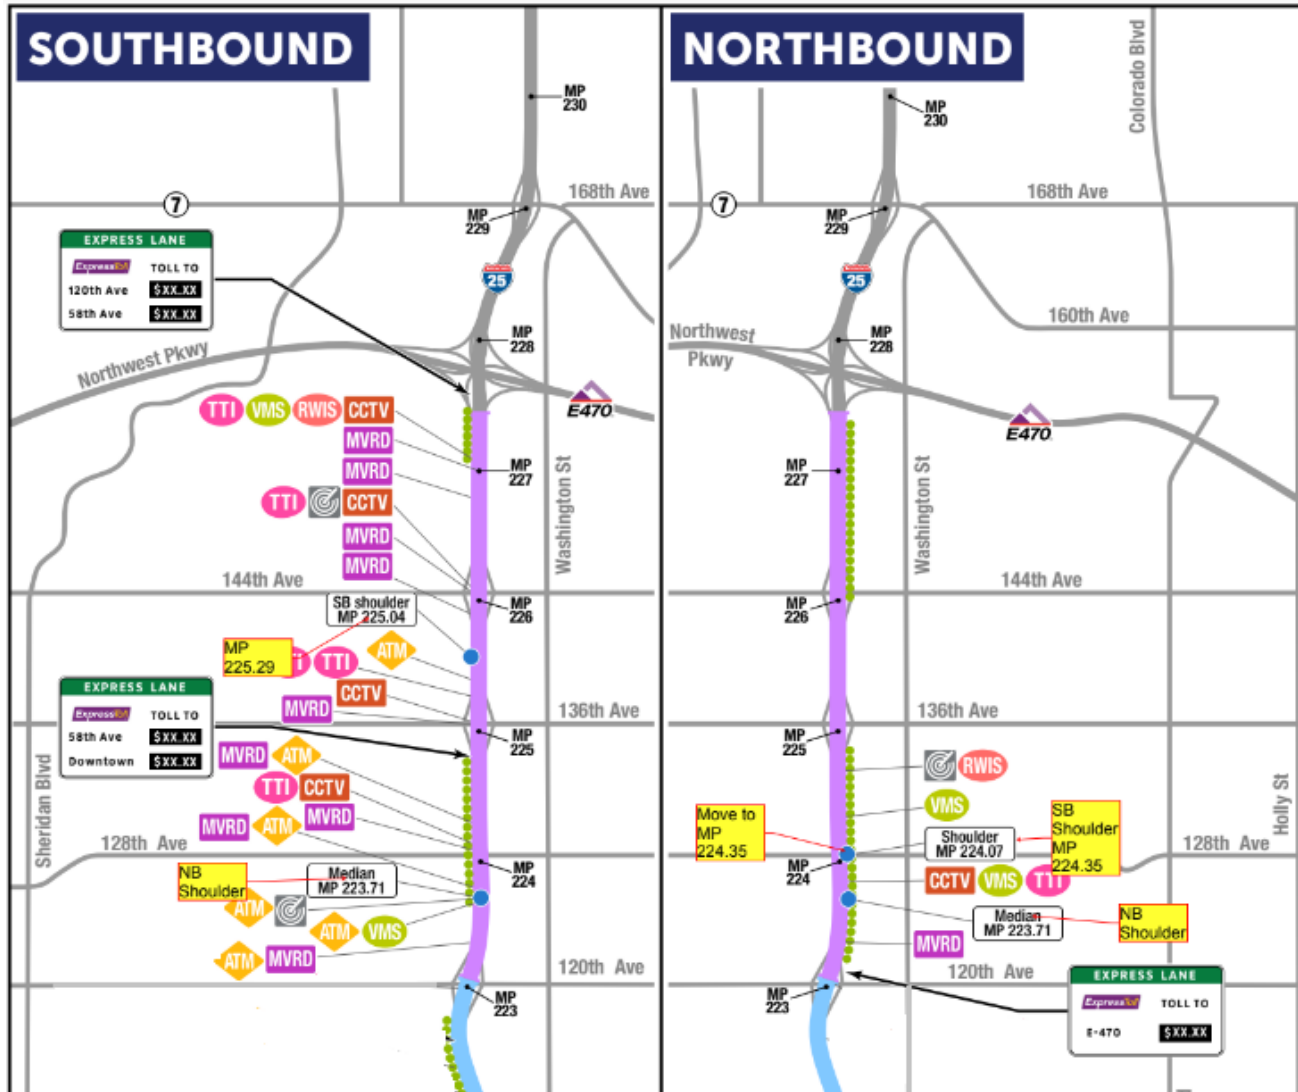 SOUTHBOUND
MP
230
168th Ave
7
MP
229
EXPRESS LANE
ExpressToll
TOLL TO
120th Ave $XX.XX
58th Ave $XX.XX
25
MP
228
Northwest Pkwy
E470
TTI VMS RWIS CCTV
MVRD
MVRD
MP
227
TTI CCTV
MVRD
MVRD
Washington St
144th Ave
MP
226
SB shoulder
MP 225.04
MP
225.29
TTI
ATM
CCTV
MVRD
136th Ave
MP
225
EXPRESS LANE
ExpressToll
TOLL TO
58th Ave $XX.XX
Downtown $XX.XX
MVRD ATM
TTI CCTV
MVRD
MVRD ATM
Sheridan Blvd
128th Ave
MP
224
NB
Shoulder
Median
MP 223.71
ATM
ATM VMS
ATM MVRD
120th Ave
MP
223
NORTHBOUND
Colorado Blvd
MP
230
168th Ave
7
MP
229
25
160th Ave
Northwest
Pkwy
MP
228
E470
MP
227
Washington St
144th Ave
MP
226
136th Ave
MP
225
RWIS
VMS
Holly St
Move to
MP
224.35
Shoulder
MP 224.07
SB
Shoulder
MP
224.35
128th Ave
MP
224
CCTV VMS TTI
Median
MP 223.71
NB
Shoulder
MVRD
120th Ave
MP
223
EXPRESS LANE
ExpressToll
TOLL TO
E-470 $XX.XX